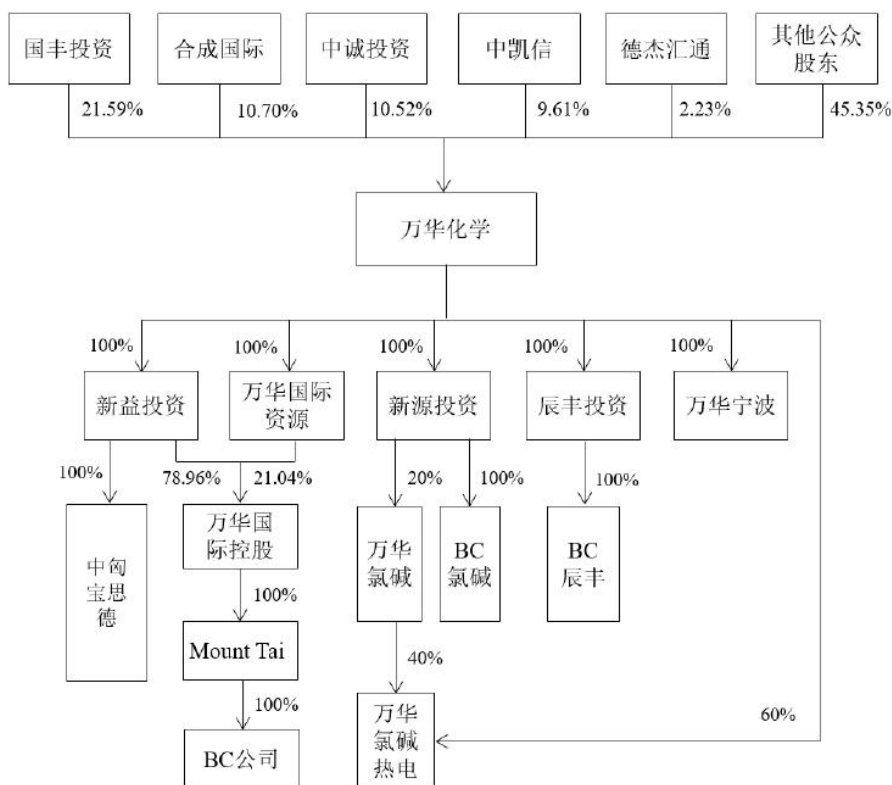 国丰投资
合成国际
中诚投资
中凯信
德杰汇通
其他公众
股东
21.59%
10.70%
10.52%
9.61%
2.23%
45.35%
万华化学
100%
100%
100%
100%
100%
新益投资
万华国际
资源
新源投资
辰丰投资
万华宁波
100%
78.96%
21.04%
20%
100%
100%
中匈
宝思
德
万华国
际控股
万华
氯碱
BC
氯碱
BC
辰丰
100%
Mount Tai
40%
100%
60%
BC公司
万华
氯碱
热电